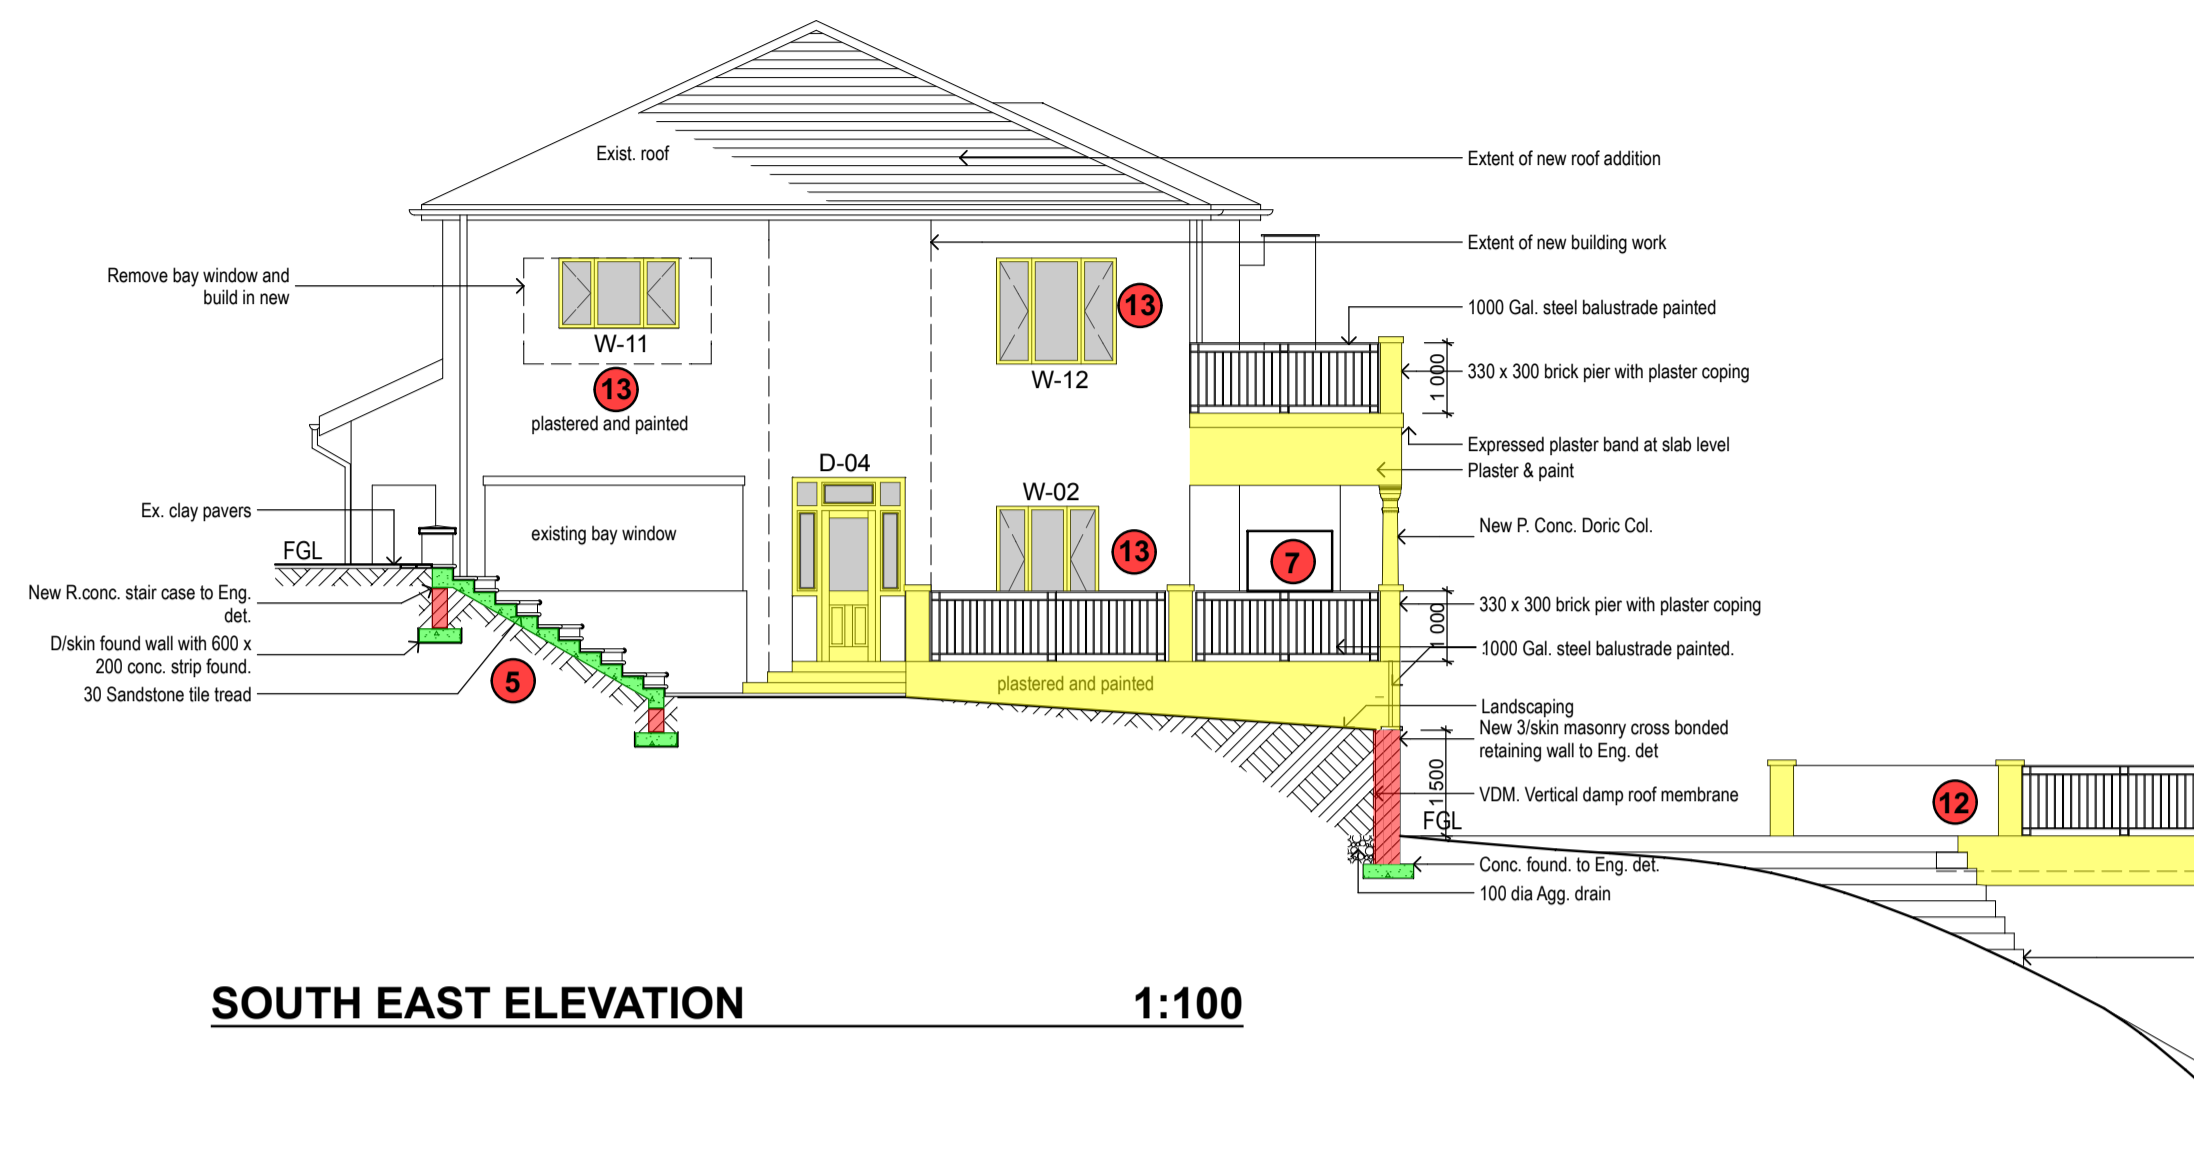 Exist. roof
Extent of new roof addition
Extent of new building work
Remove bay window and
build in new
1000 Gal. steel balustrade painted
W-11
13
W-12
13
1 000
330 x 300 brick pier with plaster coping
plastered and painted
Expressed plaster band at slab level
Plaster & paint
D-04
W-02
Ex. clay pavers
existing bay window
New P. Conc. Doric Col.
FGL
13
7
New R.conc. stair case to Eng.
det.
330 x 300 brick pier with plaster coping
1 000
D/skin found wall with 600 x
200 conc. strip found.
1000 Gal. steel balustrade painted.
30 Sandstone tile tread
5
plastered and painted
Landscaping
New 3/skin masonry cross bonded
retaining wall to Eng. det
1 500
VDM. Vertical damp roof membrane
12
FGL
Conc. found. to Eng. det.
100 dia Agg. drain
SOUTH EAST ELEVATION 1:100